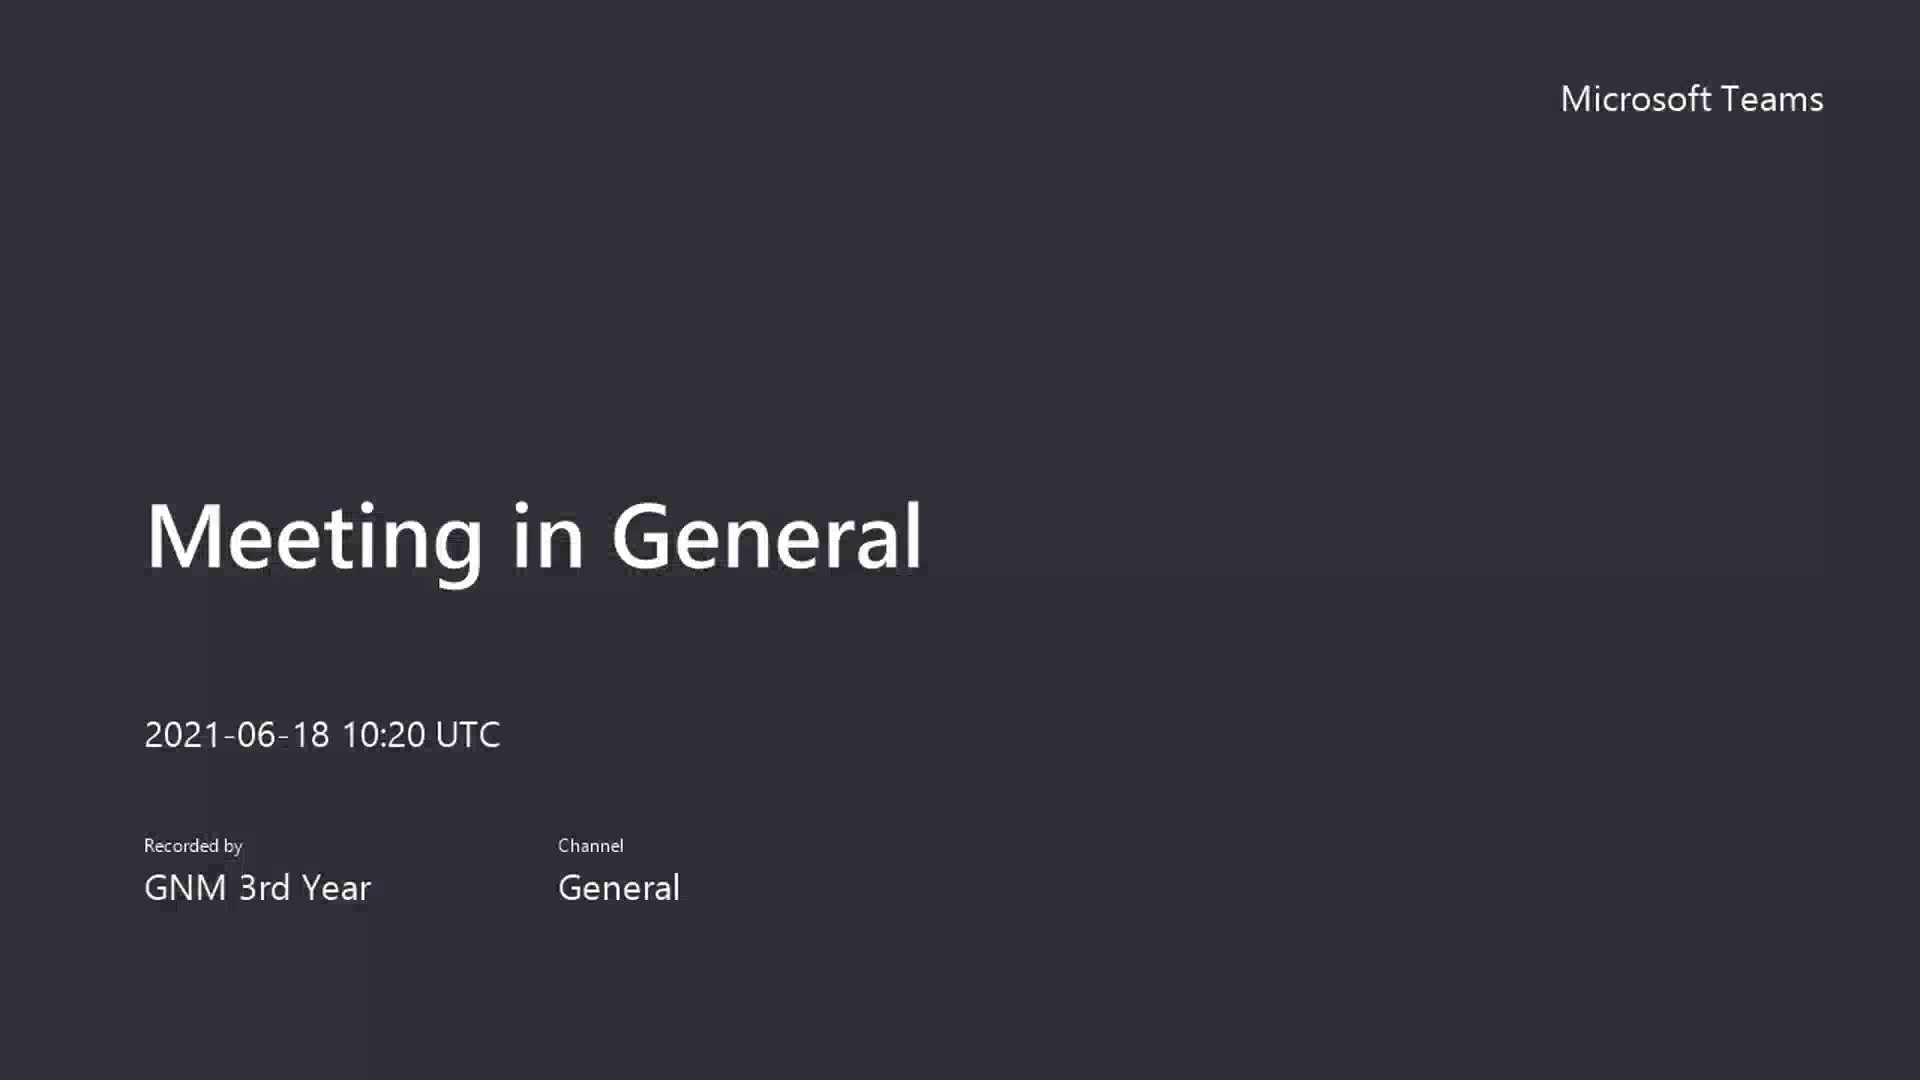 Microsoft Teams
Meeting in General
2021-06-18 10:20 UTC
Recorded by
GNM 3rd Year
Channel
General